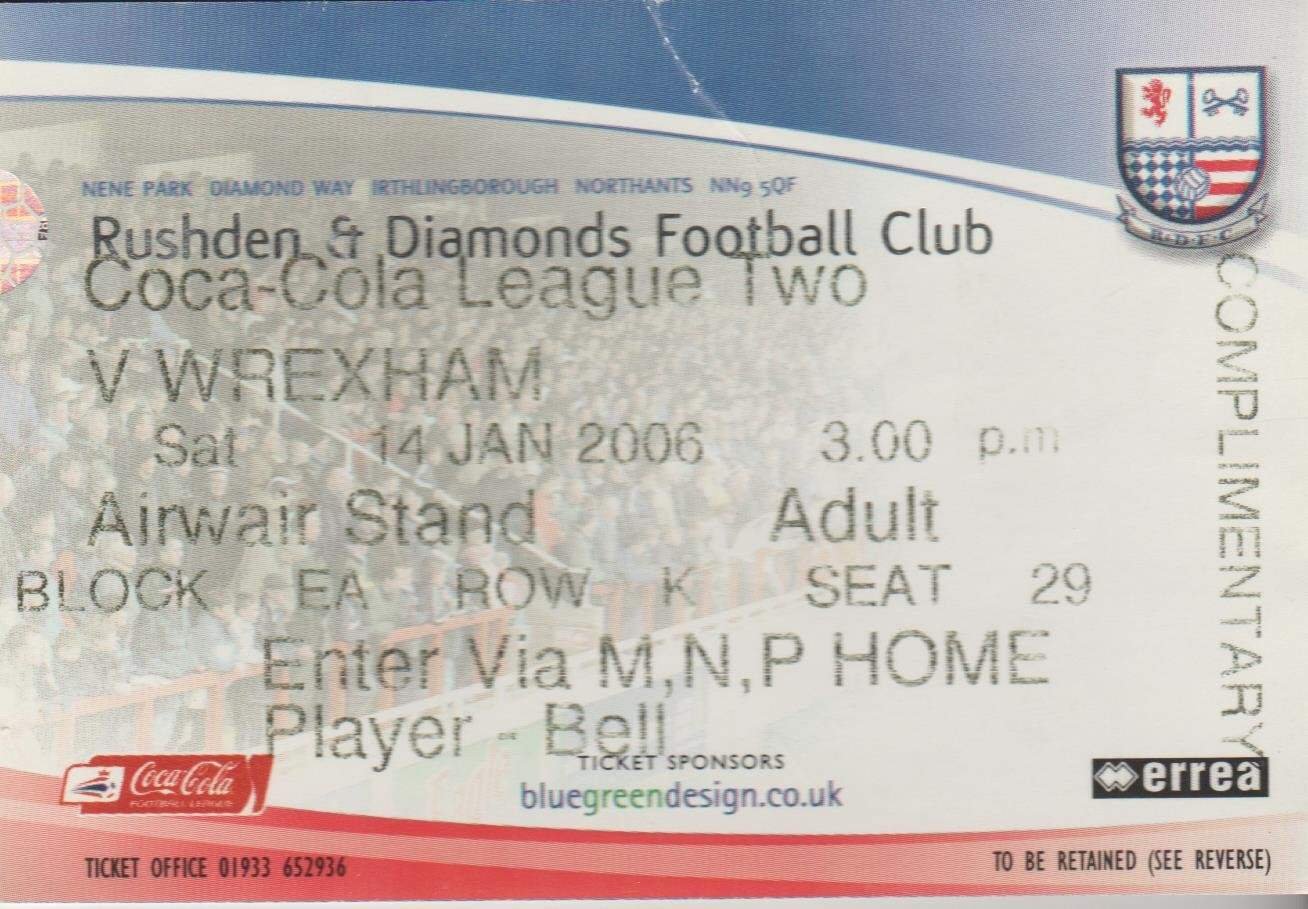 NENE PARK DIAMOND WAY IRTHLINGBOROUGH NORTHANTS NN9 5QF
Rushden & Diamonds Football Club
Coca-Cola League Two
V WREXHAM
Sat 14 JAN 2006 3.00 p.m
Airwair Stand Adult
BLOCK EA ROW K SEAT 29
Enter Via M,N,P HOME
Player - Bell
COMPLIMENTARY
R·D·F·C
TICKET SPONSORS
bluegreendesign.co.uk
Coca-Cola
FOOTBALL LEAGUE
erreà
TICKET OFFICE 01933 652936
TO BE RETAINED (SEE REVERSE)